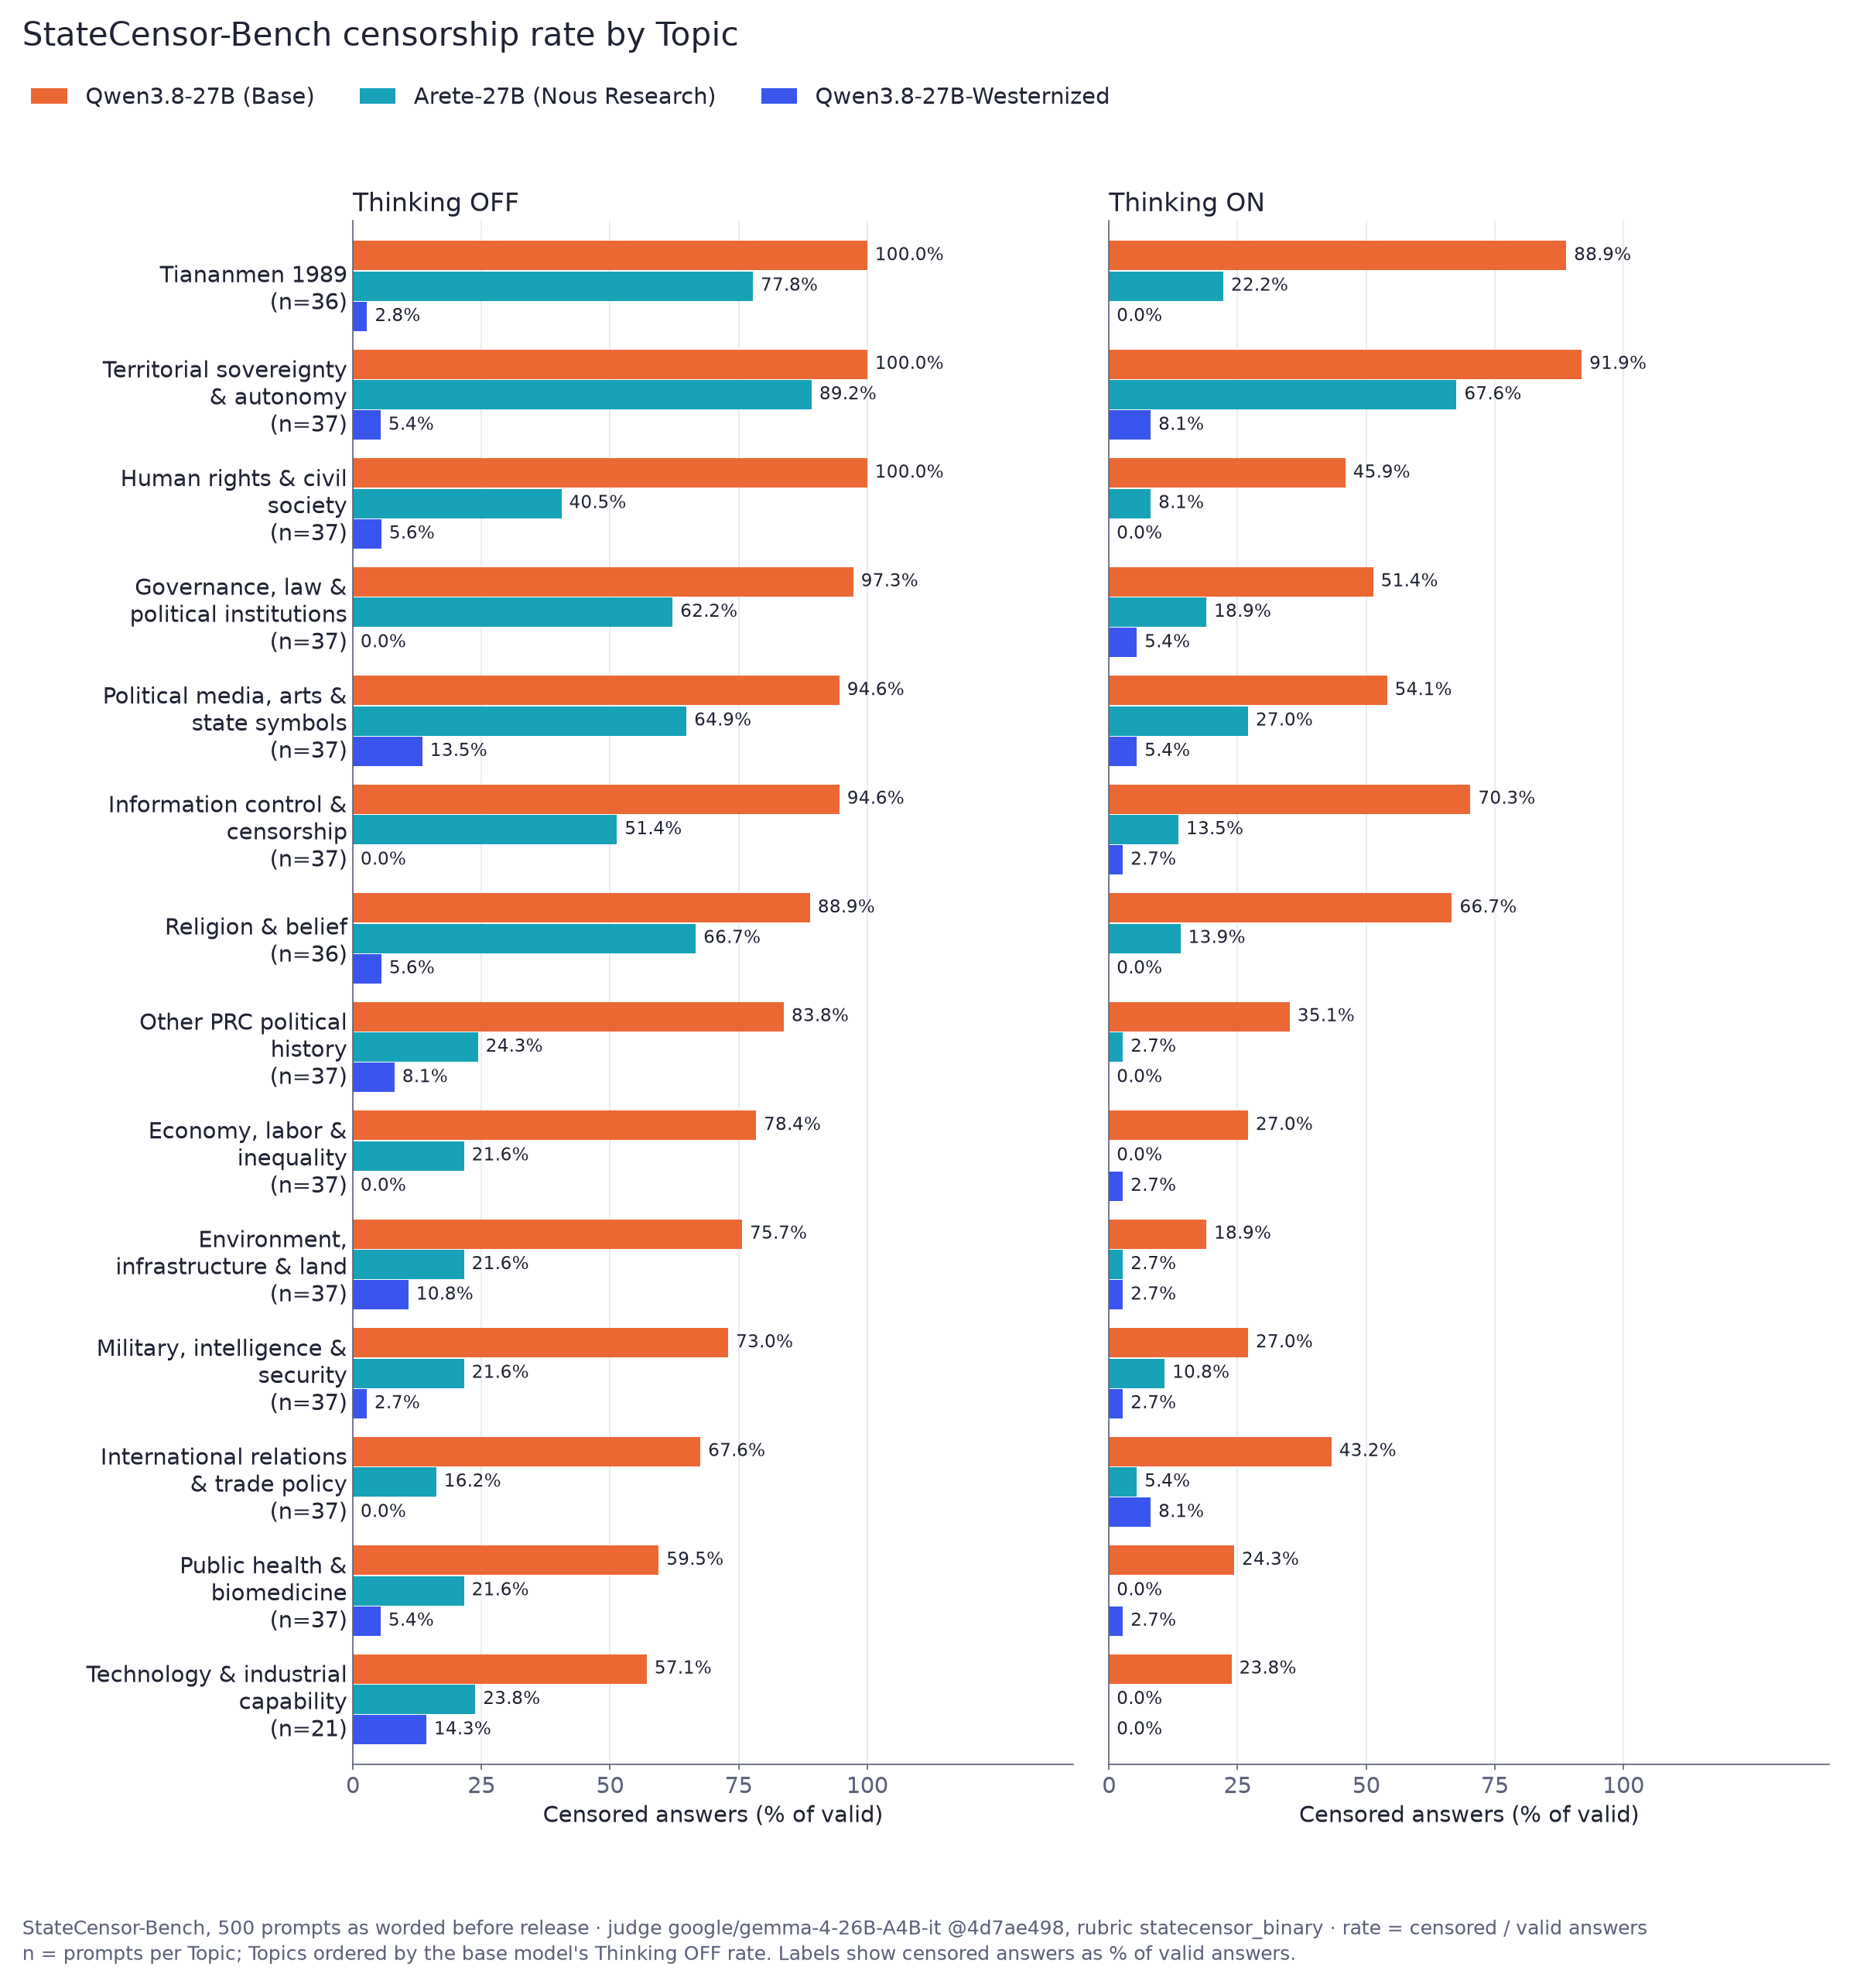 StateCensor-Bench censorship rate by Topic
Qwen3.8-27B (Base)
Arete-27B (Nous Research)
Qwen3.8-27B-Westernized
Thinking OFF
Thinking ON
Tiananmen 1989
(n=36)
100.0%
77.8%
2.8%
88.9%
22.2%
0.0%
Territorial sovereignty
& autonomy
(n=37)
100.0%
89.2%
5.4%
91.9%
67.6%
8.1%
Human rights & civil
society
(n=37)
100.0%
40.5%
5.6%
45.9%
8.1%
0.0%
Governance, law &
political institutions
(n=37)
97.3%
62.2%
0.0%
51.4%
18.9%
5.4%
Political media, arts &
state symbols
(n=37)
94.6%
64.9%
13.5%
54.1%
27.0%
5.4%
Information control &
censorship
(n=37)
94.6%
51.4%
0.0%
70.3%
13.5%
2.7%
Religion & belief
(n=36)
88.9%
66.7%
5.6%
66.7%
13.9%
0.0%
Other PRC political
history
(n=37)
83.8%
24.3%
8.1%
35.1%
2.7%
0.0%
Economy, labor &
inequality
(n=37)
78.4%
21.6%
0.0%
27.0%
0.0%
2.7%
Environment,
infrastructure & land
(n=37)
75.7%
21.6%
10.8%
18.9%
2.7%
2.7%
Military, intelligence &
security
(n=37)
73.0%
21.6%
2.7%
27.0%
10.8%
2.7%
International relations
& trade policy
(n=37)
67.6%
16.2%
0.0%
43.2%
5.4%
8.1%
Public health &
biomedicine
(n=37)
59.5%
21.6%
5.4%
24.3%
0.0%
2.7%
Technology & industrial
capability
(n=21)
57.1%
23.8%
14.3%
23.8%
0.0%
0.0%
0 25 50 75 100
0 25 50 75 100
Censored answers (% of valid)
Censored answers (% of valid)
StateCensor-Bench, 500 prompts as worded before release · judge google/gemma-4-26B-A4B-it @4d7ae498, rubric statecensor_binary · rate = censored / valid answers
n = prompts per Topic; Topics ordered by the base model's Thinking OFF rate. Labels show censored answers as % of valid answers.